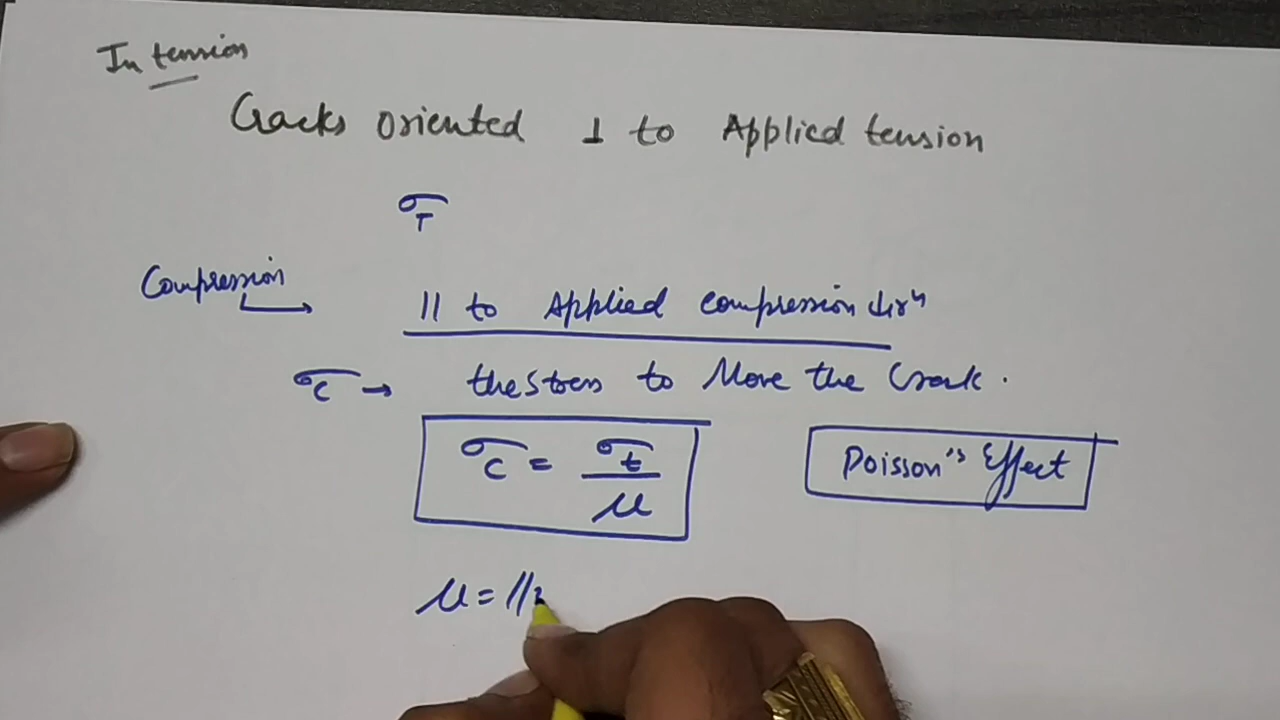 In tension
Cracks oriented ⊥ to Applied tension
σT
Compression
|| to Applied compression dirⁿ
σc → the stress to Move the Crack.
σc = σt / μ
Poisson's Effect
μ = 1/